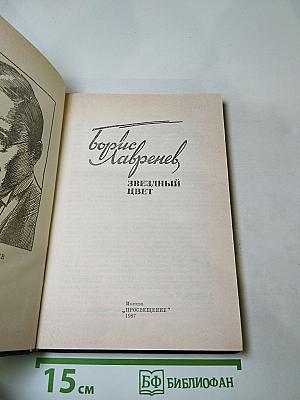 Борис
Лавренев
ЗВЕЗДНЫЙ
ЦВЕТ
Москва
„ПРОСВЕЩЕНИЕ"
1987
15 см
БФ БИБЛИОФАН